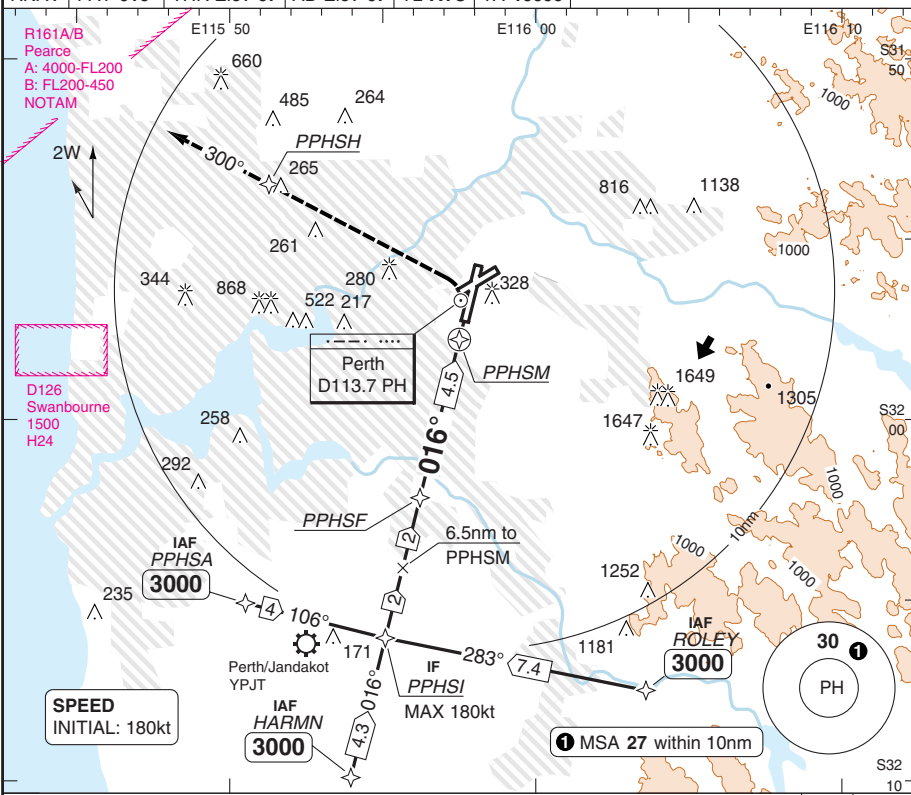 R161A/B
Pearce
A: 4000-FL200
B: FL200-450
NOTAM
E115 50
E116 00
E116 10
S31
50
660
485
264
1000
PPHSH
2W
300°
265
816
1138
261
1000
280
344
868
522
217
328
Perth
D113.7 PH
PPHSM
4.5
1649
1305
1647
D126
Swanbourne
1500
H24
S32
00
258
016°
292
1000
PPHSF
10nm
2
6.5nm to
PPHSM
1000
1000
IAF
PPHSA
3000
1252
235
2
4
106°
1181
IAF
ROLEY
3000
30
1
PH
171
283°
7.4
Perth/Jandakot
YPJT
IF
PPHSI
MAX 180kt
016°
SPEED
INITIAL: 180kt
IAF
HARMN
3000
4.3
1 MSA 27 within 10nm
S32
10